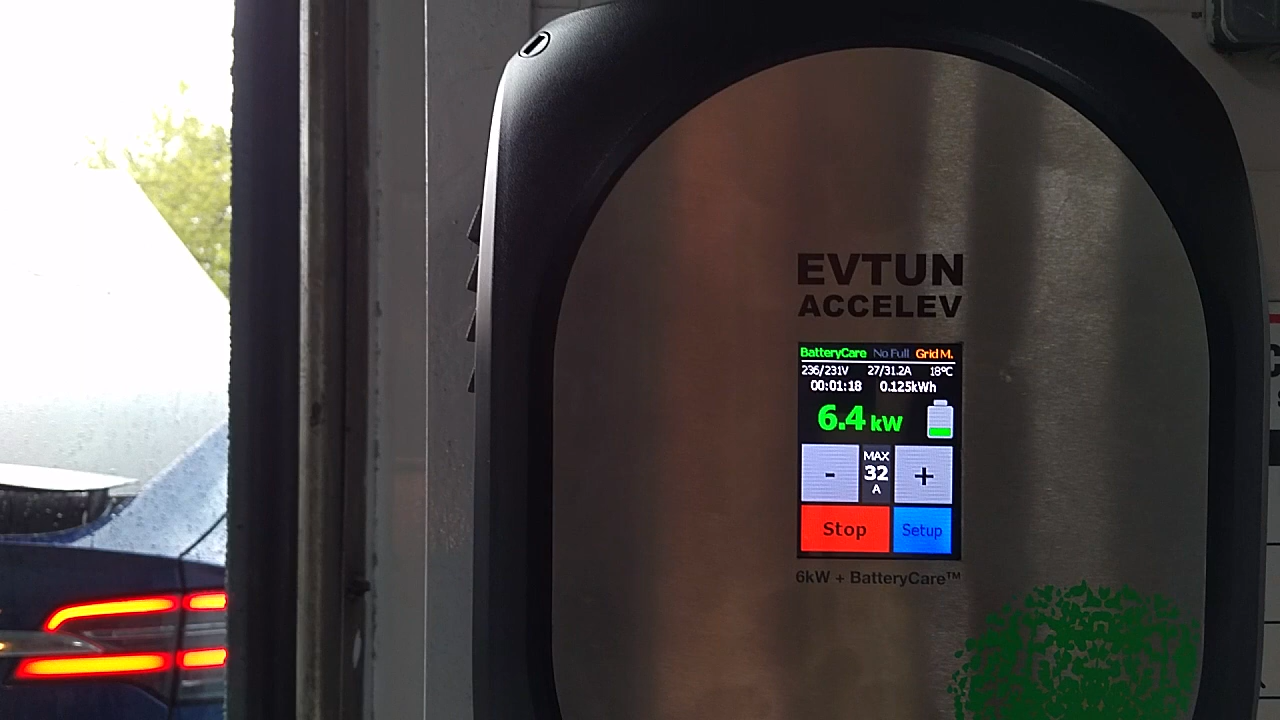 EVTUN
ACCELEV
BatteryCare No Full Grid M.
236/231V 27/31.2A 18ºC
00:01:18 0.125kWh
6.4 kW
- MAX 32 A +
Stop Setup
6kW + BatteryCare™